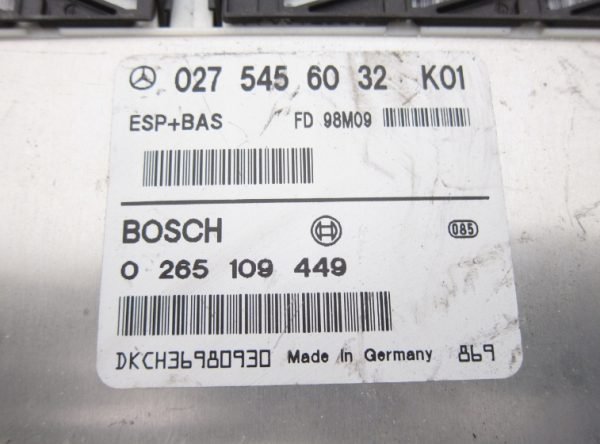 027 545 60 32 K01
ESP+BAS FD 98M09
BOSCH 085
0 265 109 449
DKCH36980930 Made in Germany 869